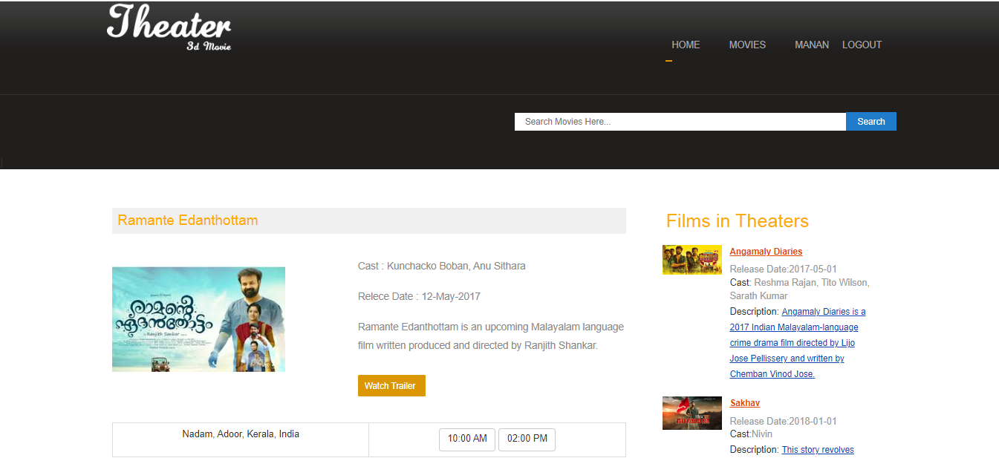 Theater
3d Movie
HOME MOVIES MANAN LOGOUT
Search Movies Here... Search
Ramante Edanthottam
രാമന്റെ
ഏദൻതോട്ടം
Ranjith Sankar
Cast : Kunchacko Boban, Anu Sithara
Relece Date : 12-May-2017
Ramante Edanthottam is an upcoming Malayalam language
film written produced and directed by Ranjith Shankar.
Watch Trailer
Nadam, Adoor, Kerala, India
10:00 AM 02:00 PM
Films in Theaters
Angamaly Diaries
Release Date:2017-05-01
Cast: Reshma Rajan, Tito Wilson,
Sarath Kumar
Description: Angamaly Diaries is a
2017 Indian Malayalam-language
crime drama film directed by Lijo
Jose Pellissery and written by
Chemban Vinod Jose.
Sakhav
Release Date:2018-01-01
Cast:Nivin
Description: This story revolves